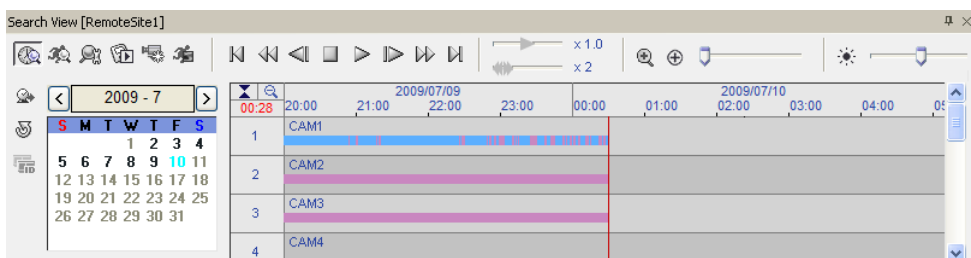 Search View [RemoteSite1]
x 1.0
x 2
2009 - 7
S M T W T F S
1 2 3 4
5 6 7 8 9 10 11
12 13 14 15 16 17 18
19 20 21 22 23 24 25
26 27 28 29 30 31
EID
2009/07/09 2009/07/10
00:28 20:00 21:00 22:00 23:00 00:00 01:00 02:00 03:00 04:00 05
1 CAM1
2 CAM2
3 CAM3
4 CAM4